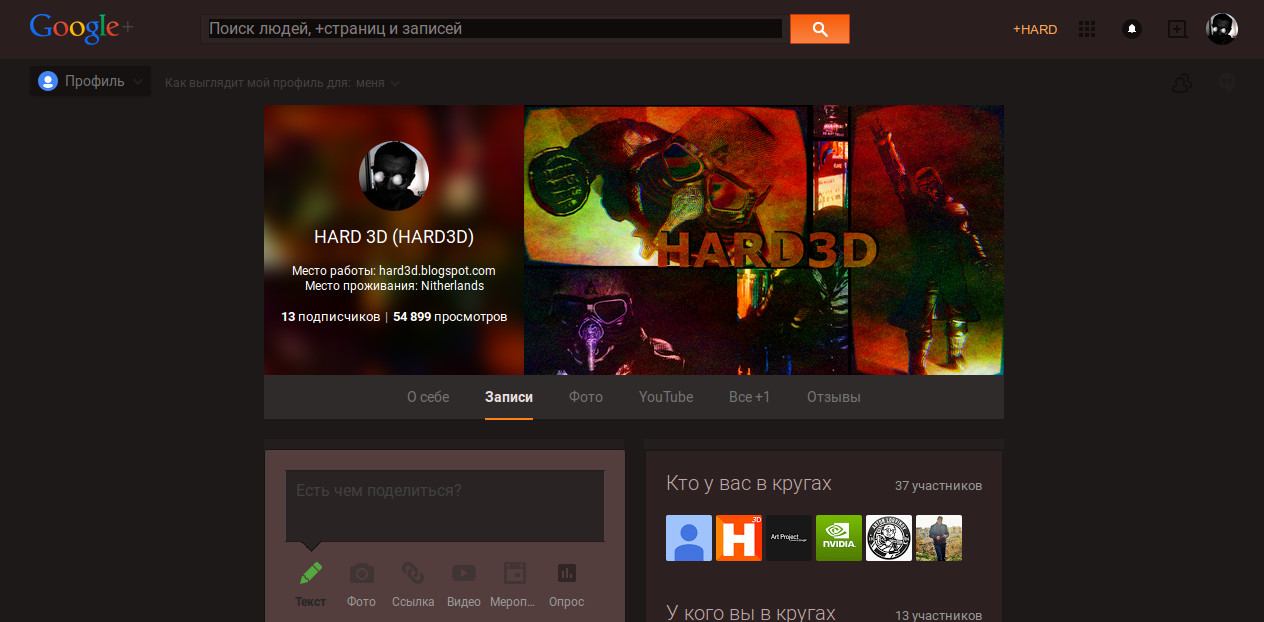 Google+
Поиск людей, +страниц и записей
+HARD
Профиль
Как выглядит мой профиль для: меня
HARD3D
HARD 3D (HARD3D)
Место работы: hard3d.blogspot.com
Место проживания: Nitherlands
13 подписчиков | 54 899 просмотров
О себе Записи Фото YouTube Все +1 Отзывы
Есть чем поделиться?
Текст Фото Ссылка Видео Мероп... Опрос
Кто у вас в кругах 37 участников
H 3D
Art Project
NVIDIA
У кого вы в кругах 13 участников